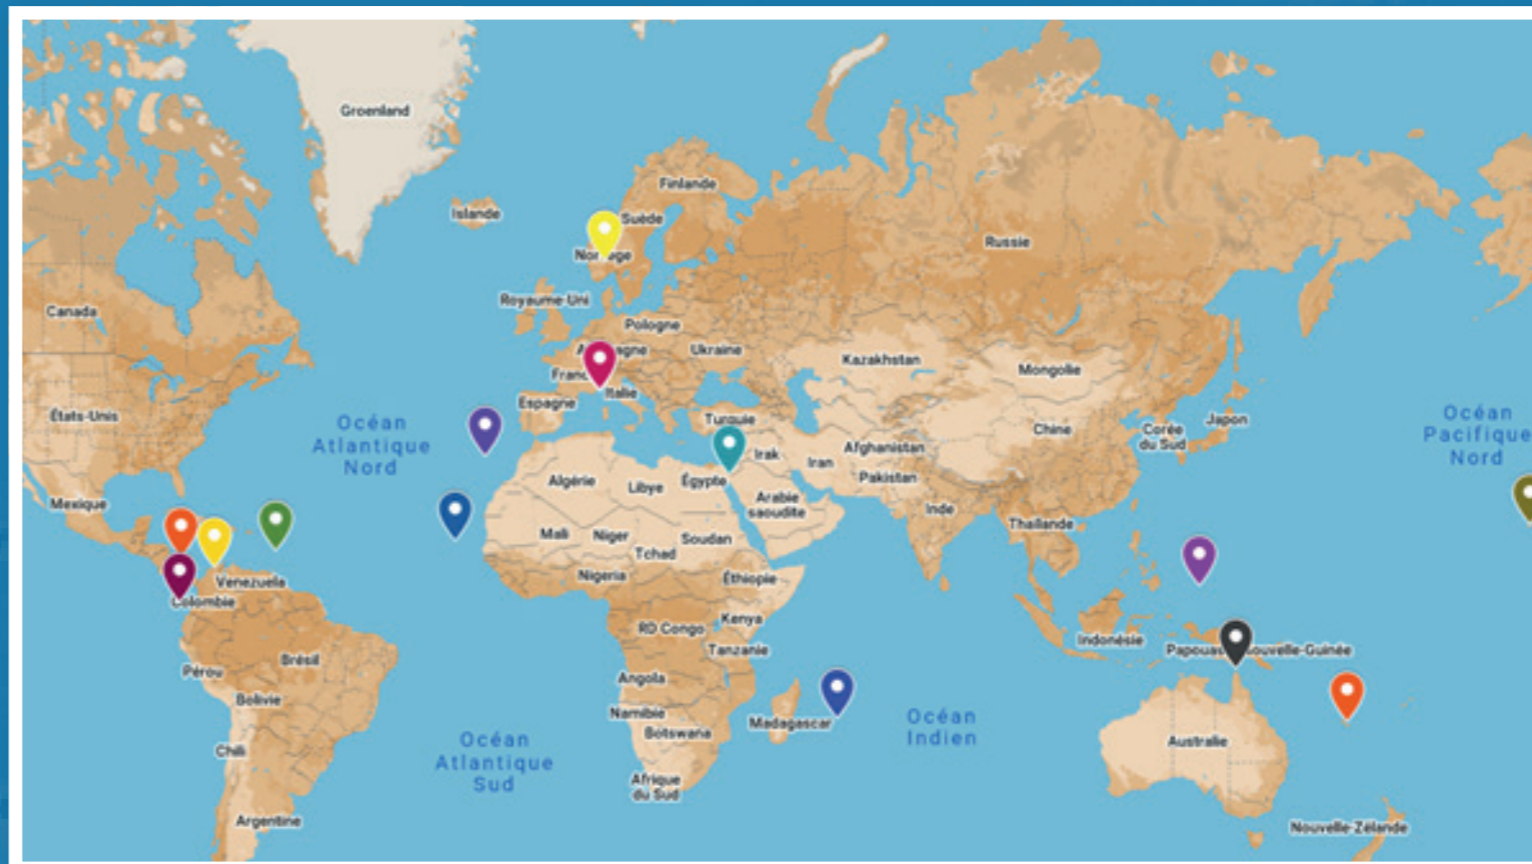 Groenland
Finlande
Islande
Suède
Russie
Royaume-Uni
Canada
Pologne
Ukraine
Kazakhstan
Mongolie
Italie
Espagne
États-Unis
Océan
Atlantique
Nord
Turquie
Japon
Océan
Pacifique
Nord
Chine
Corée
du Sud
Irak
Afghanistan
Iran
Algérie
Libye
Égypte
Pakistan
Mexique
Arabie
saoudite
Inde
Thaïlande
Mali
Niger
Soudan
Tchad
Nigeria
Éthiopie
Venezuela
Colombie
Kenya
RD Congo
Tanzanie
Indonésie
Pérou
Brésil
Angola
Bolivie
Namibie
Madagascar
Botswana
Océan
Indien
Chili
Océan
Atlantique
Sud
Australie
Afrique
du Sud
Argentine
Nouvelle-Zélande